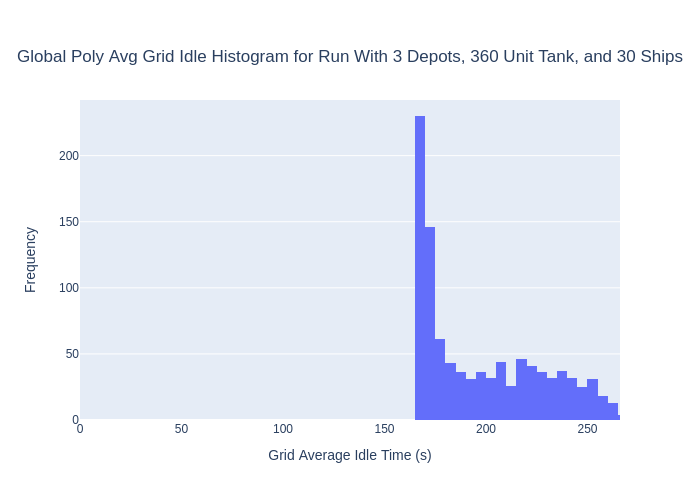 Global Poly Avg Grid Idle Histogram for Run With 3 Depots, 360 Unit Tank, and 30 Ships
Frequency
200
150
100
50
0
0 50 100 150 200 250
Grid Average Idle Time (s)